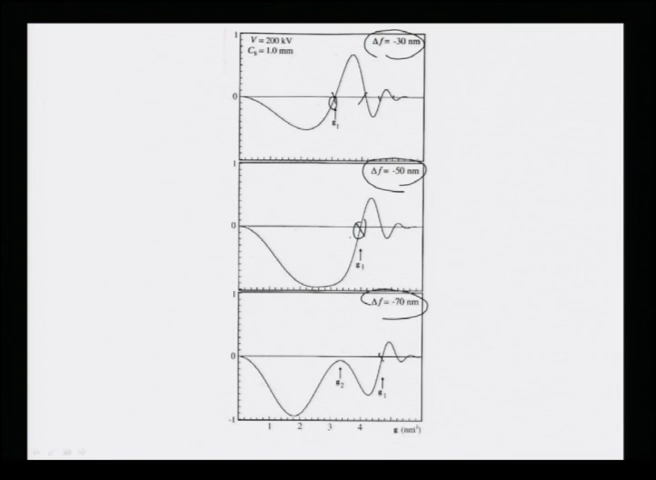 1
V = 200 kV
Cs = 1.0 mm
Δf = -30 nm
0
g1
1
Δf = -50 nm
0
g1
1
Δf = -70 nm
0
g2
g1
-1
1 2 3 4 g (nm-1)